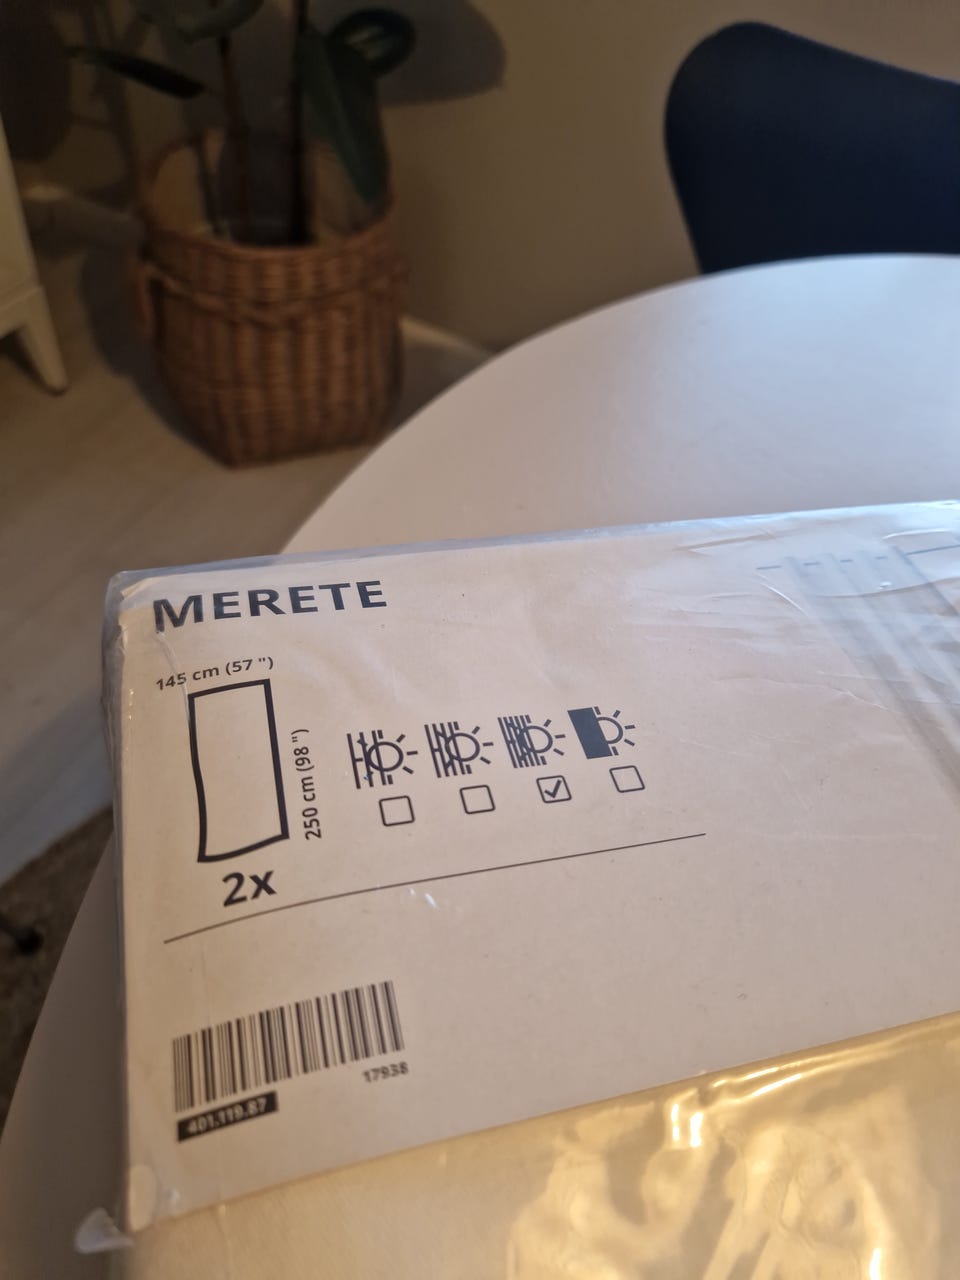 MERETE
145 cm (57 ")
250 cm (98 ")
2x
17938
401.119.87